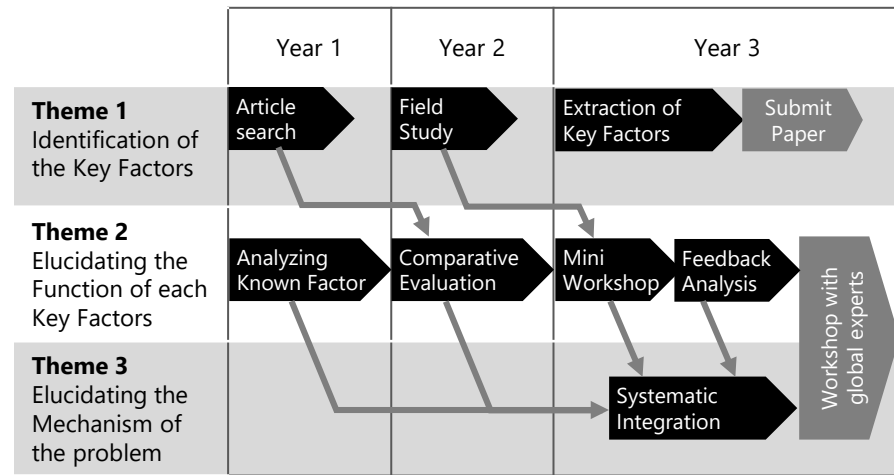 Year 1
Year 2
Year 3
Theme 1
Identification of
the Key Factors
Article
search
Field
Study
Extraction of
Key Factors
Submit
Paper
Theme 2
Elucidating the
Function of each
Key Factors
Analyzing
Known Factor
Comparative
Evaluation
Mini
Workshop
Feedback
Analysis
Workshop with
global experts
Theme 3
Elucidating the
Mechanism of
the problem
Systematic
Integration